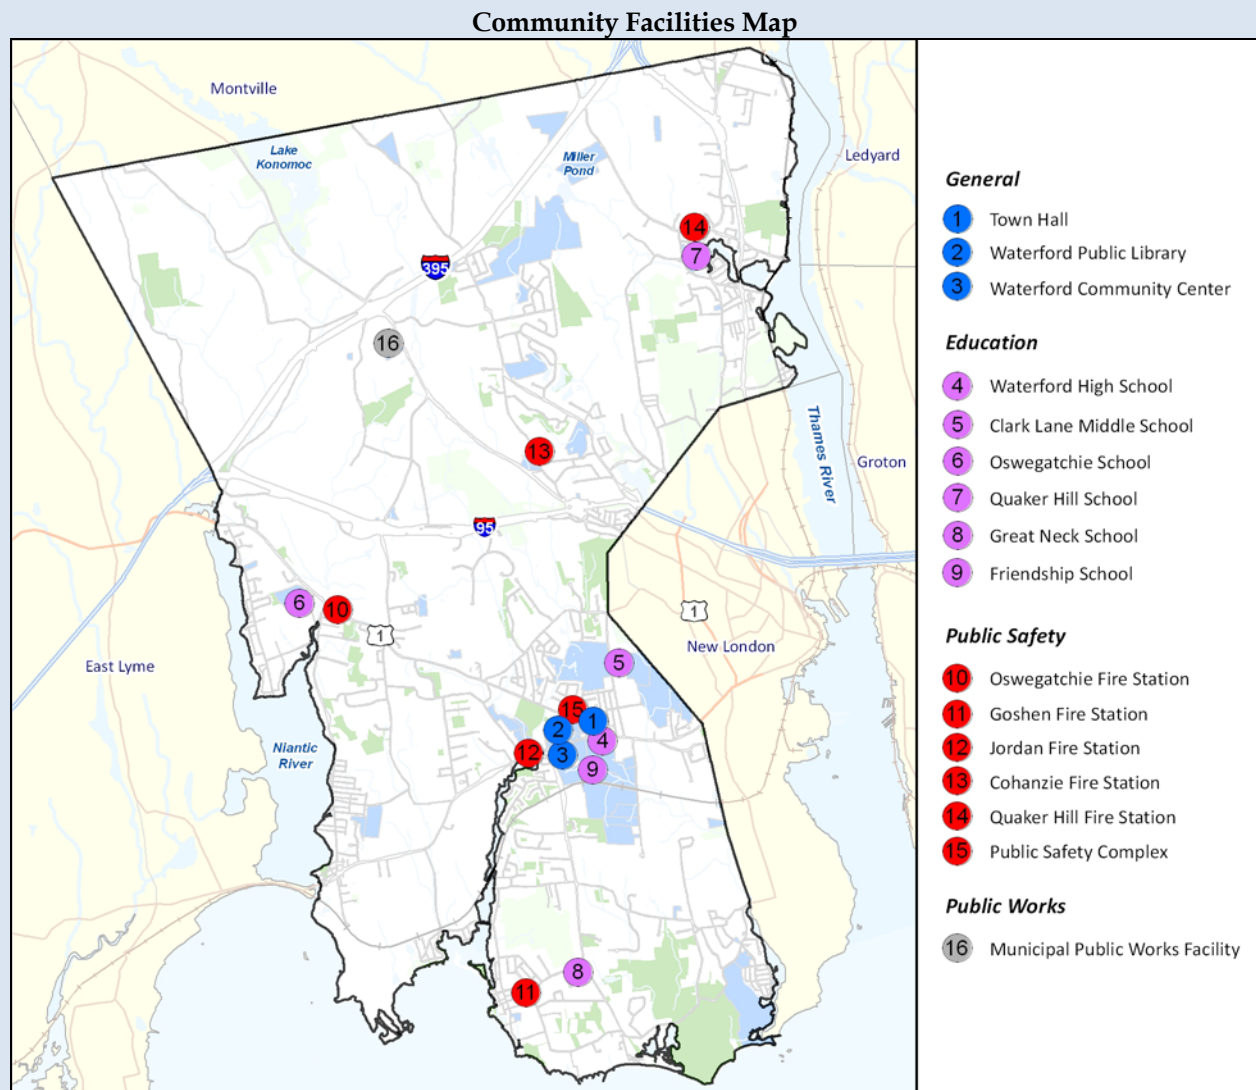 Community Facilities Map
Montville
Lake
Konomoc
Miller
Pond
Ledyard
14
7
395
16
Thames River
13
Groton
95
6
10
1
1
New London
East Lyme
5
15
1
2
4
12
3
9
Niantic
River
8
11
General
1 Town Hall
2 Waterford Public Library
3 Waterford Community Center
Education
4 Waterford High School
5 Clark Lane Middle School
6 Oswegatchie School
7 Quaker Hill School
8 Great Neck School
9 Friendship School
Public Safety
10 Oswegatchie Fire Station
11 Goshen Fire Station
12 Jordan Fire Station
13 Cohanzie Fire Station
14 Quaker Hill Fire Station
15 Public Safety Complex
Public Works
16 Municipal Public Works Facility